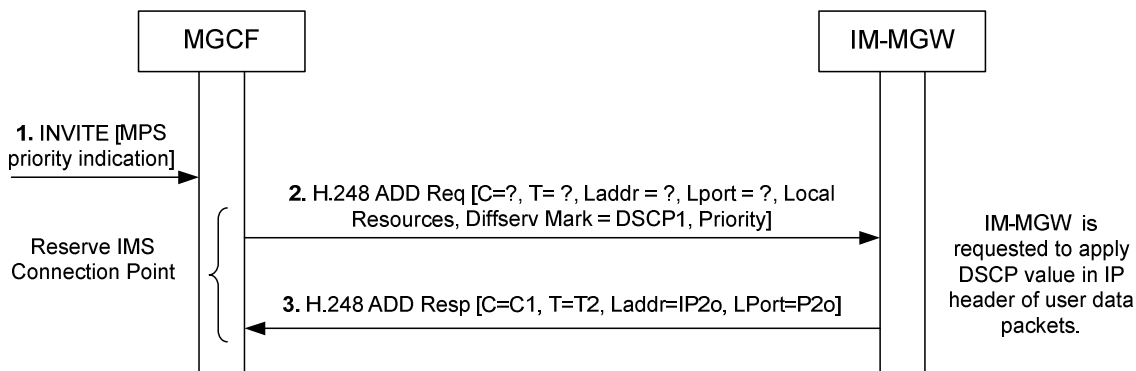 MGCF
IM-MGW
1. INVITE [MPS
priority indication]
2. H.248 ADD Req [C=?, T= ?, Laddr = ?, Lport = ?, Local
Resources, Diffserv Mark = DSCP1, Priority]
Reserve IMS
Connection Point
IM-MGW is
requested to apply
DSCP value in IP
header of user data
packets.
3. H.248 ADD Resp [C=C1, T=T2, Laddr=IP2o, LPort=P2o]